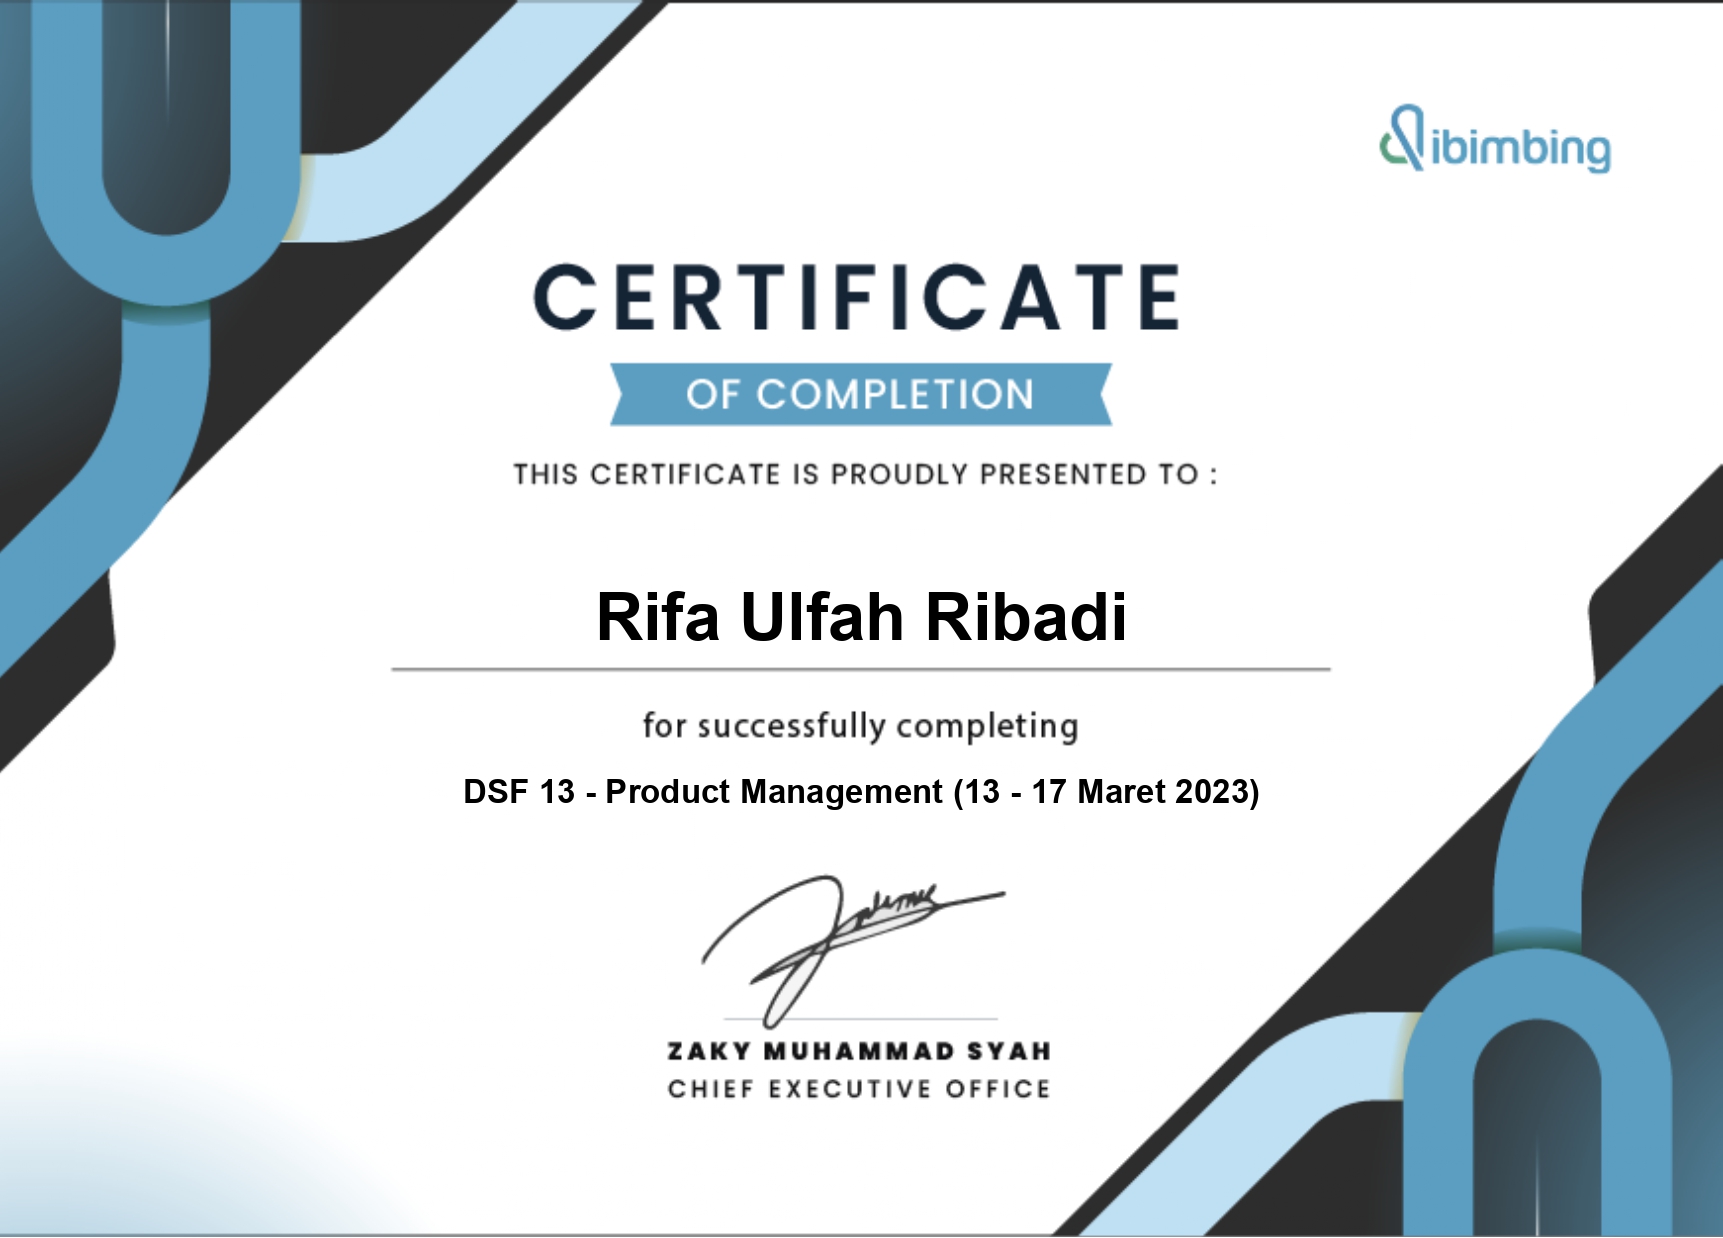 ibimbing
CERTIFICATE
OF COMPLETION
THIS CERTIFICATE IS PROUDLY PRESENTED TO :
Rifa Ulfah Ribadi
for successfully completing
DSF 13 - Product Management (13 - 17 Maret 2023)
ZAKY MUHAMMAD SYAH
CHIEF EXECUTIVE OFFICE